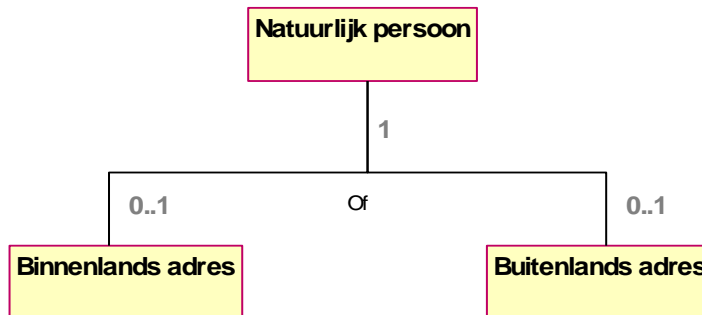 Natuurlijk persoon
1
0..1
Of
0..1
Binnenlands adres
Buitenlands adres